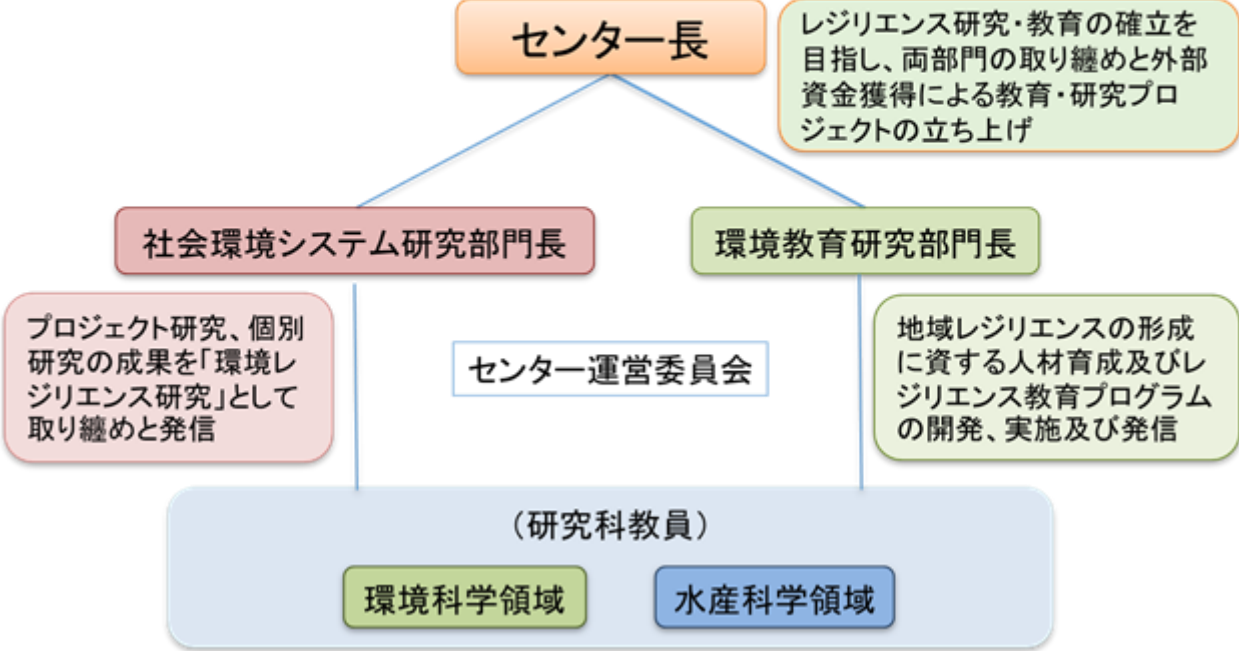 センター長
レジリエンス研究・教育の確立を
目指し、両部門の取り纏めと外部
資金獲得による教育・研究プロ
ジェクトの立ち上げ
社会環境システム研究部門長
環境教育研究部門長
プロジェクト研究、個別
研究の成果を「環境レ
ジリエンス研究」として
取り纏めと発信
センター運営委員会
地域レジリエンスの形成
に資する人材育成及びレ
ジリエンス教育プログラム
の開発、実施及び発信
（研究科教員）
環境科学領域
水産科学領域